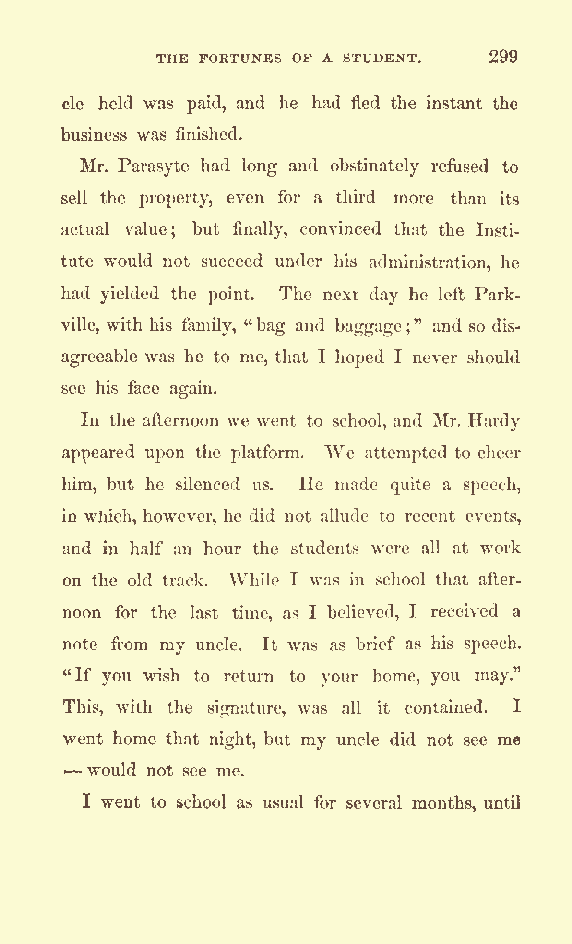 THE FORTUNES OF A STUDENT. 299
cle held was paid, and he had fled the instant the
business was finished.
Mr. Parasyte had long and obstinately refused to
sell the property, even for a third more than its
actual value; but finally, convinced that the Insti-
tute would not succeed under his administration, he
had yielded the point. The next day he left Park-
ville, with his family, "bag and baggage;" and so dis-
agreeable was he to me, that I hoped I never should
see his face again.
In the afternoon we went to school, and Mr. Hardy
appeared upon the platform. We attempted to cheer
him, but he silenced us. He made quite a speech,
in which, however, he did not allude to recent events,
and in half an hour the students were all at work
on the old track. While I was in school that after-
noon for the last time, as I believed, I received a
note from my uncle. It was as brief as his speech.
"If you wish to return to your home, you may."
This, with the signature, was all it contained. I
went home that night, but my uncle did not see me
— would not see me.
I went to school as usual for several months, until